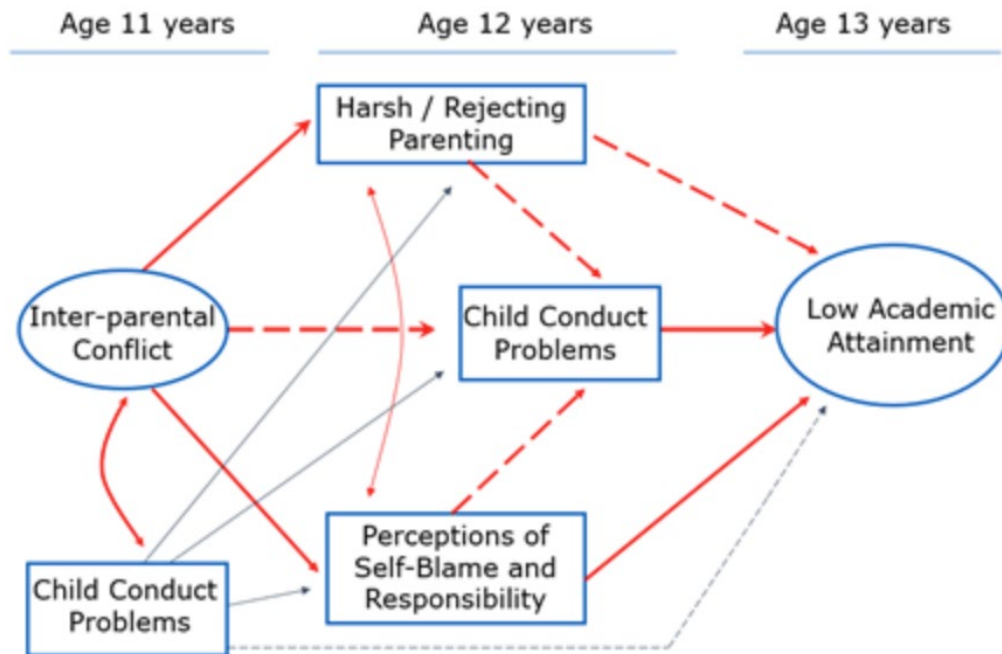 Age 11 years
Age 12 years
Age 13 years
Harsh / Rejecting
Parenting
Inter-parental
Conflict
Child Conduct
Problems
Low Academic
Attainment
Perceptions of
Self-Blame and
Responsibility
Child Conduct
Problems